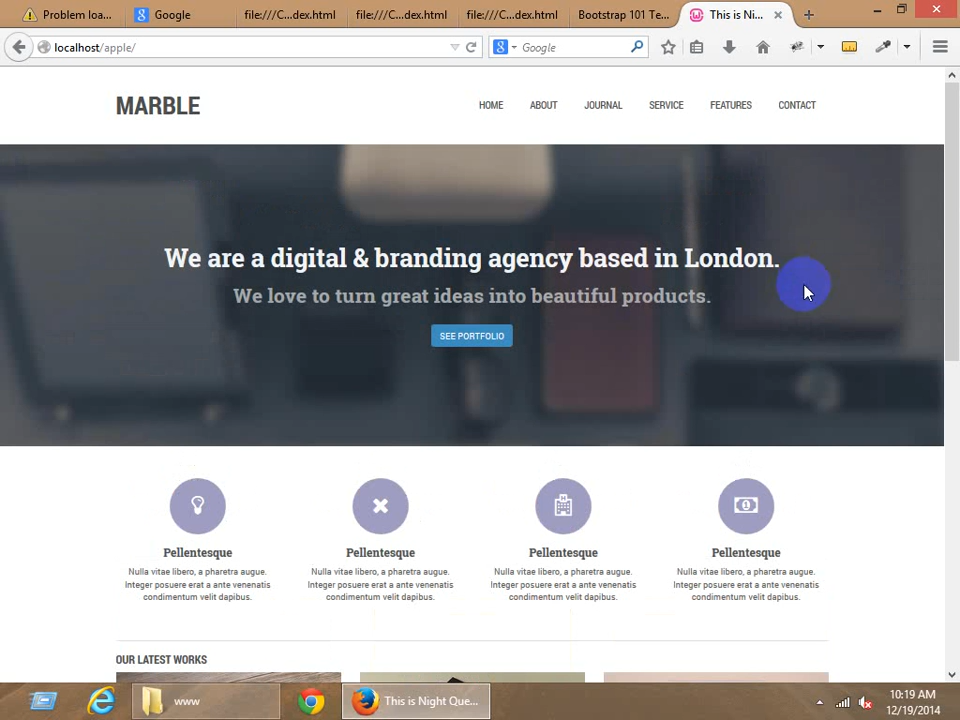 Problem loa...
Google
file:///C...dex.html
file:///C...dex.html
file:///C...dex.html
Bootstrap 101 Te...
This is Ni...
localhost/apple/
Google
MARBLE
HOME
ABOUT
JOURNAL
SERVICE
FEATURES
CONTACT
We are a digital & branding agency based in London.
We love to turn great ideas into beautiful products.
SEE PORTFOLIO
Pellentesque
Nulla vitae libero, a pharetra augue.
Integer posuere erat a ante venenatis
condimentum velit dapibus.
Pellentesque
Nulla vitae libero, a pharetra augue.
Integer posuere erat a ante venenatis
condimentum velit dapibus.
Pellentesque
Nulla vitae libero, a pharetra augue.
Integer posuere erat a ante venenatis
condimentum velit dapibus.
Pellentesque
Nulla vitae libero, a pharetra augue.
Integer posuere erat a ante venenatis
condimentum velit dapibus.
OUR LATEST WORKS
www
This is Night Que...
10:19 AM
12/19/2014